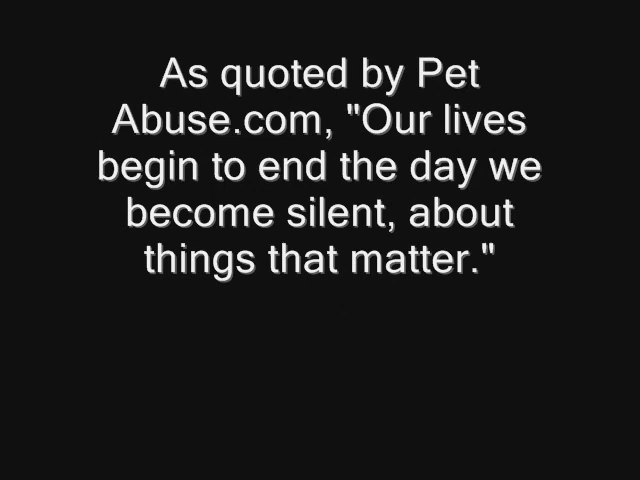 As quoted by Pet
Abuse.com, "Our lives
begin to end the day we
become silent, about
things that matter."